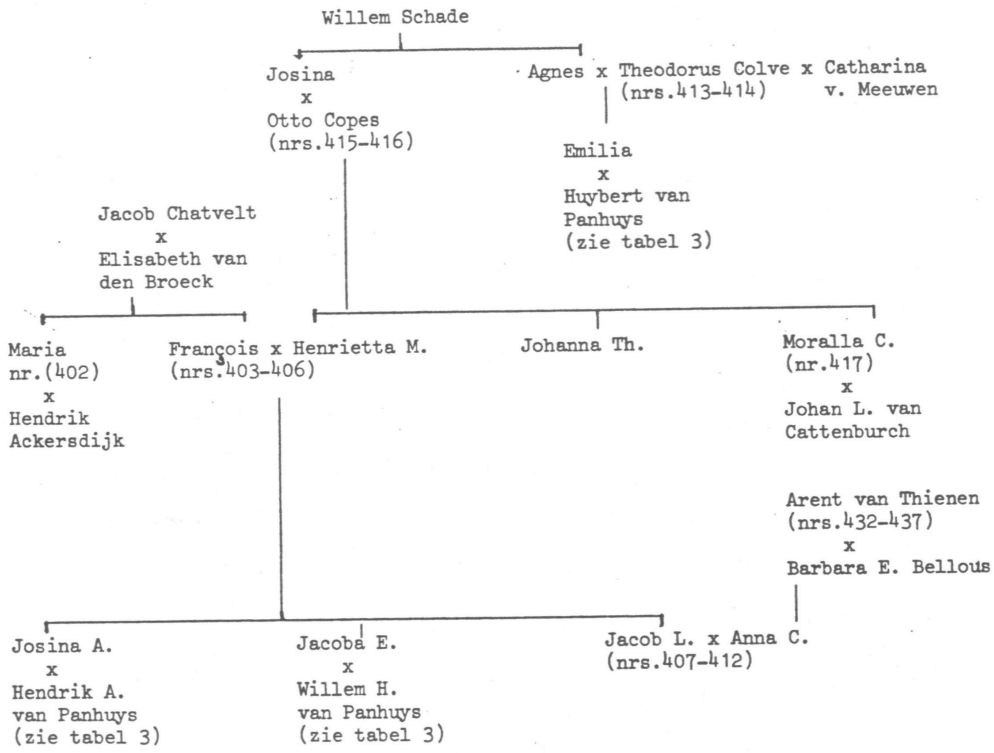 Willem Schade
Josina
x
Otto Copes
(nrs.415-416)
Agnes x Theodorus Colve x Catharina
(nrs.413-414) v. Meeuwen
Emilia
x
Huybert van
Panhuys
(zie tabel 3)
Jacob Chatvelt
x
Elisabeth van
den Broeck
Maria
nr.(402)
x
Hendrik
Ackersdijk
François x Henrietta M.
(nrs.403-406)
Johanna Th.
Moralla C.
(nr.417)
x
Johan L. van
Cattenburch
Arent van Thienen
(nrs.432-437)
x
Barbara E. Bellouis
Josina A.
x
Hendrik A.
van Panhuys
(zie tabel 3)
Jacoba E.
x
Willem H.
van Panhuys
(zie tabel 3)
Jacob L. x Anna C.
(nrs.407-412)